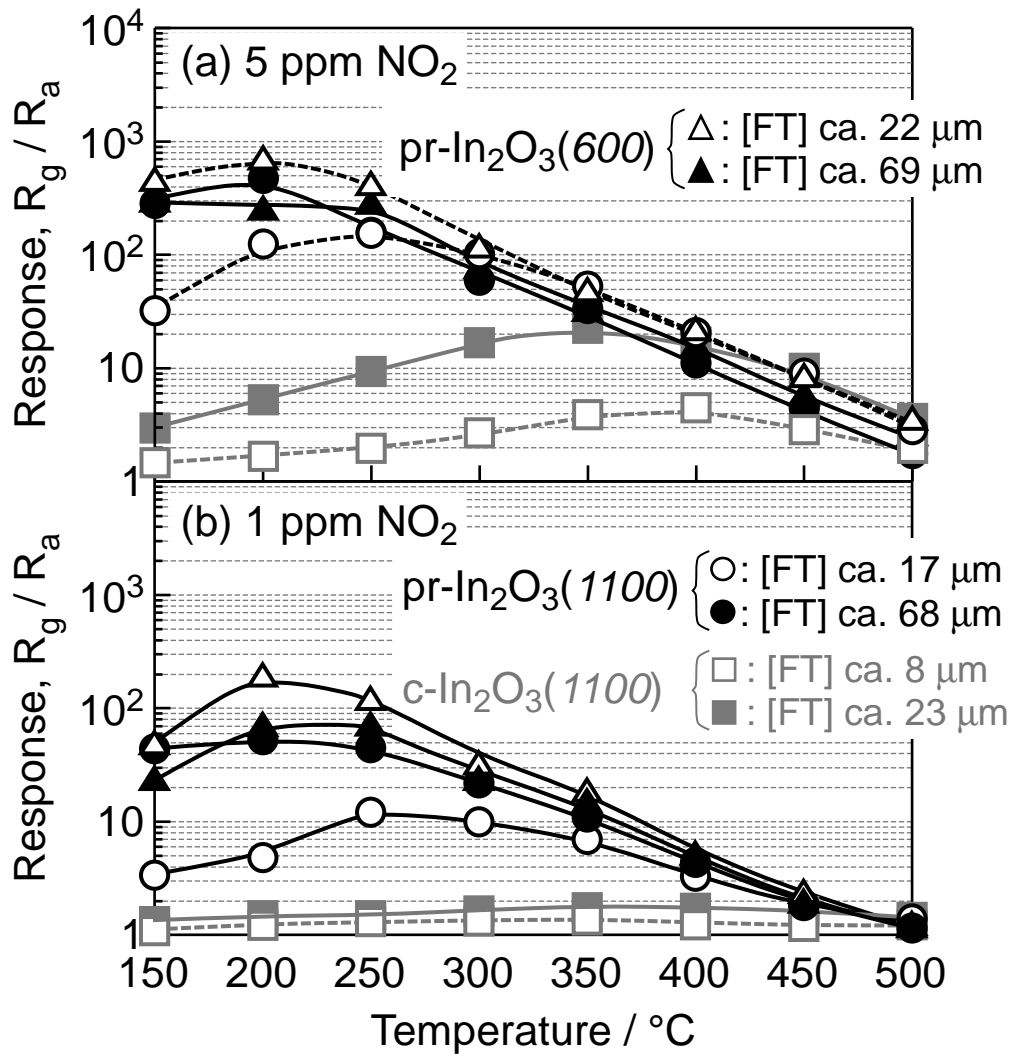 Response, R_g / R_a
10⁴
10³
10²
10
1
(a) 5 ppm NO₂
pr-In₂O₃(600)
△: [FT] ca. 22 μm
▲: [FT] ca. 69 μm
Response, R_g / R_a
10³
10²
10
1
(b) 1 ppm NO₂
pr-In₂O₃(1100)
○: [FT] ca. 17 μm
●: [FT] ca. 68 μm
c-In₂O₃(1100)
□: [FT] ca. 8 μm
■: [FT] ca. 23 μm
150 200 250 300 350 400 450 500
Temperature / °C